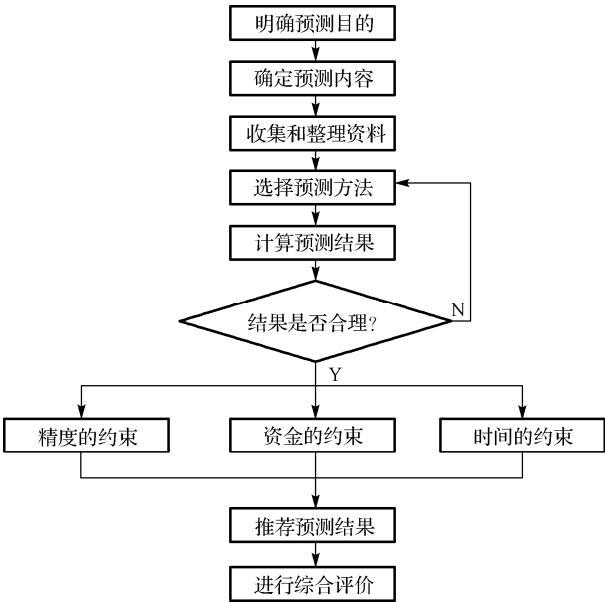 明确预测目的
确定预测内容
收集和整理资料
选择预测方法
计算预测结果
结果是否合理?
N
Y
精度的约束
资金的约束
时间的约束
推荐预测结果
进行综合评价